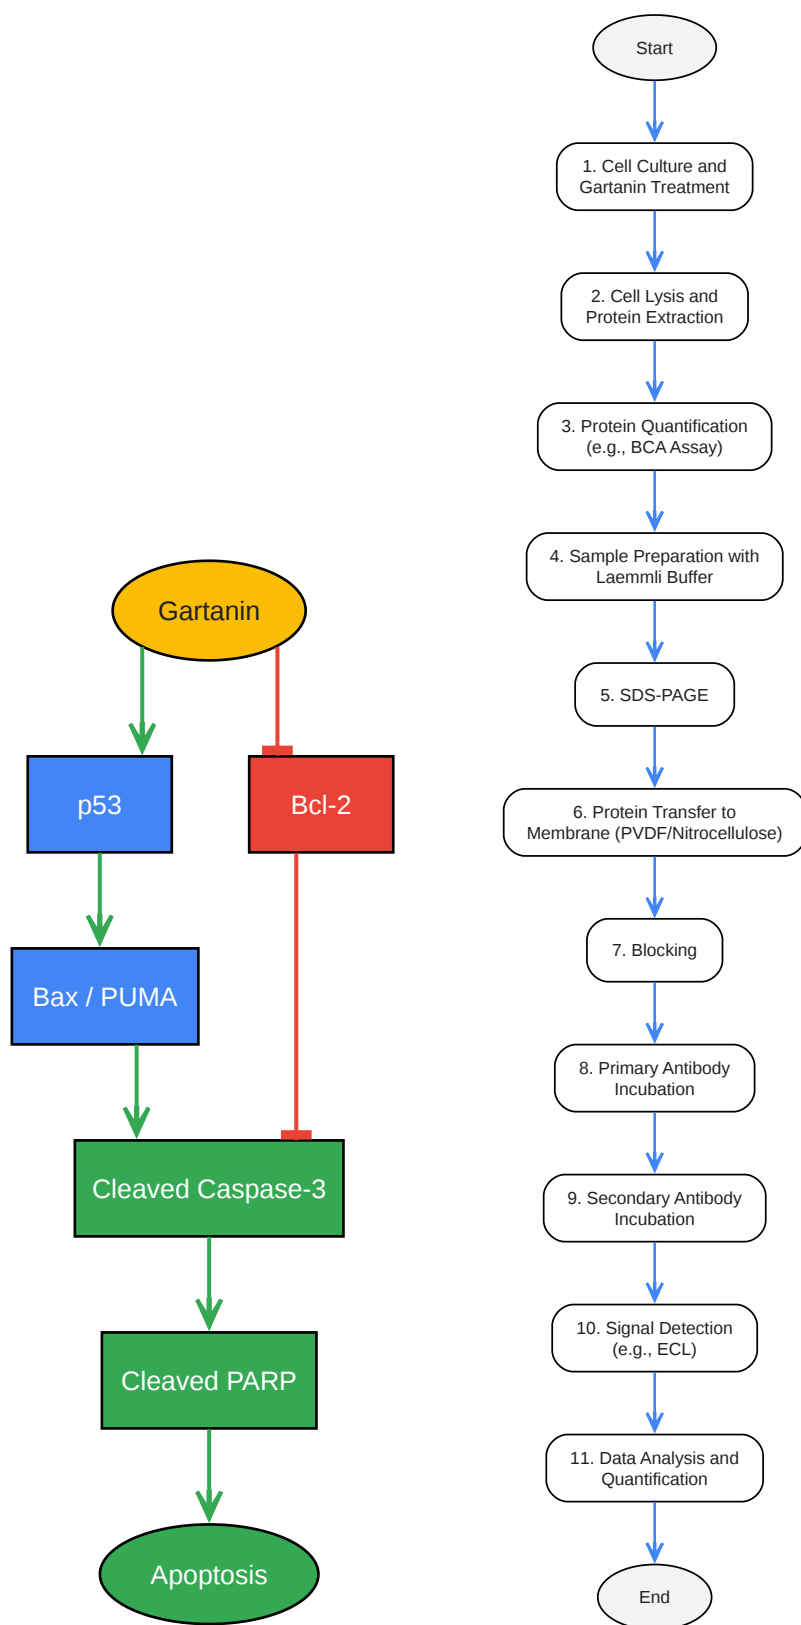 Gartanin
p53
Bcl-2
Bax / PUMA
Cleaved Caspase-3
Cleaved PARP
Apoptosis
Start
1. Cell Culture and
Gartanin Treatment
2. Cell Lysis and
Protein Extraction
3. Protein Quantification
(e.g., BCA Assay)
4. Sample Preparation with
Laemmli Buffer
5. SDS-PAGE
6. Protein Transfer to
Membrane (PVDF/Nitrocellulose)
7. Blocking
8. Primary Antibody
Incubation
9. Secondary Antibody
Incubation
10. Signal Detection
(e.g., ECL)
11. Data Analysis and
Quantification
End